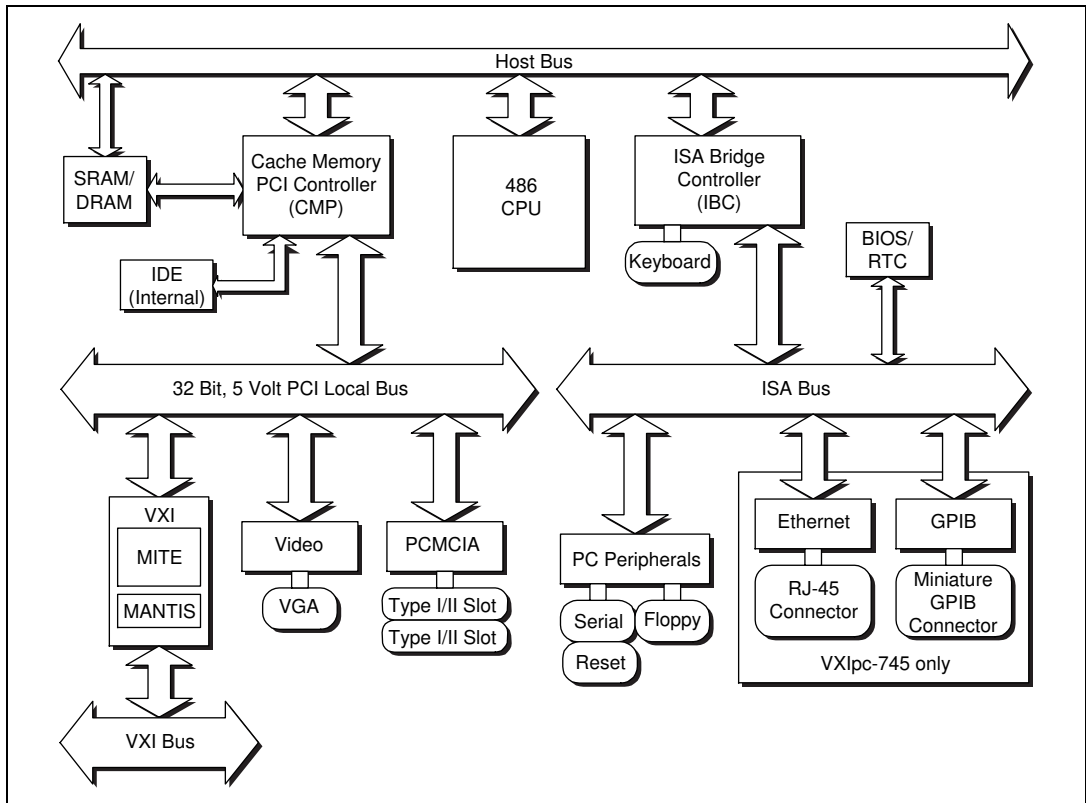 Host Bus
SRAM/
DRAM
Cache Memory
PCI Controller
(CMP)
486
CPU
ISA Bridge
Controller
(IBC)
Keyboard
BIOS/
RTC
IDE
(Internal)
32 Bit, 5 Volt PCI Local Bus
ISA Bus
VXI
MITE
MANTIS
Video
VGA
PCMCIA
Type I/II Slot
Type I/II Slot
PC Peripherals
Serial
Floppy
Reset
Ethernet
RJ-45
Connector
GPIB
Miniature
GPIB
Connector
VXIpc-745 only
VXI Bus